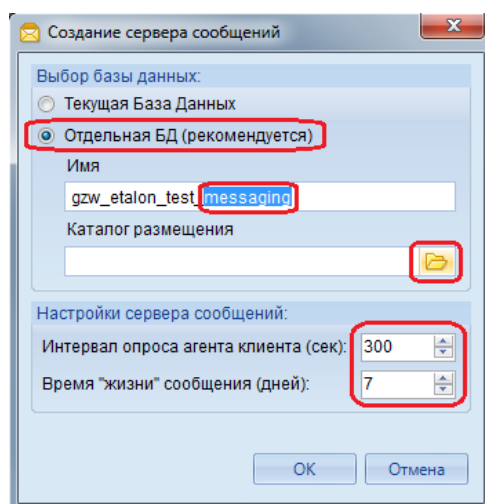 Создание сервера сообщений
Выбор базы данных:
Текущая База Данных
Отдельная БД (рекомендуется)
Имя
gzw_etalon_test_messaging
Каталог размещения
Настройки сервера сообщений:
Интервал опроса агента клиента (сек): 300
Время "жизни" сообщения (дней): 7
ОК Отмена